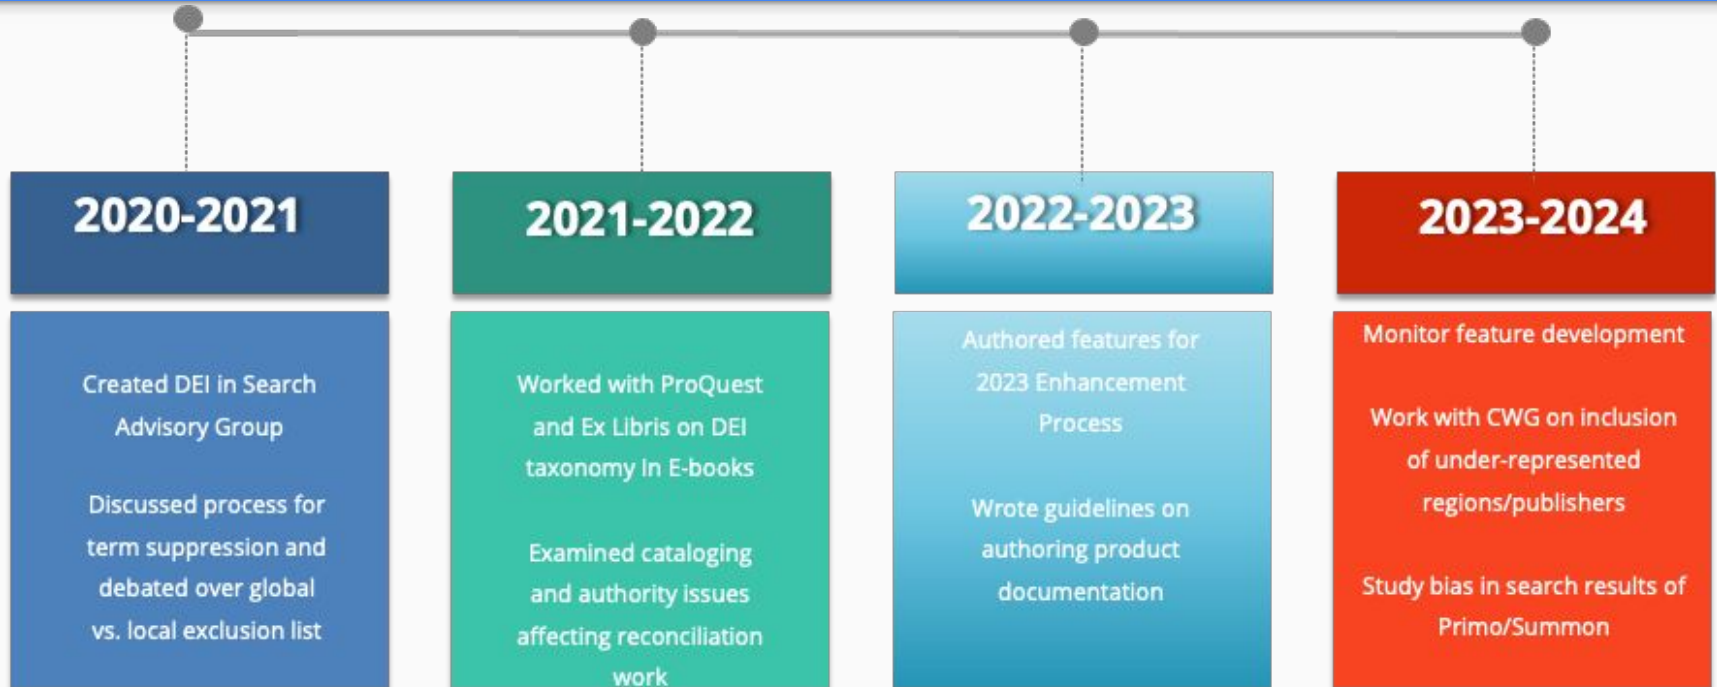 2020-2021
Created DEI in Search
Advisory Group
Discussed process for
term suppression and
debated over global
vs. local exclusion list
2021-2022
Worked with ProQuest
and Ex Libris on DEI
taxonomy in E-books
Examined cataloging
and authority issues
affecting reconciliation
work
2022-2023
Authored features for
2023 Enhancement
Process
Wrote guidelines on
authoring product
documentation
2023-2024
Monitor feature development
Work with CWG on inclusion
of under-represented
regions/publishers
Study bias in search results of
Primo/Summon